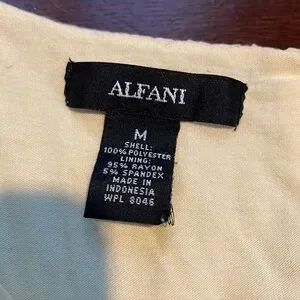 ALFANI
M
SHELL:
100% POLYESTER
LINING:
95% RAYON
5% SPANDEX
MADE IN
INDONESIA
WPL 8046